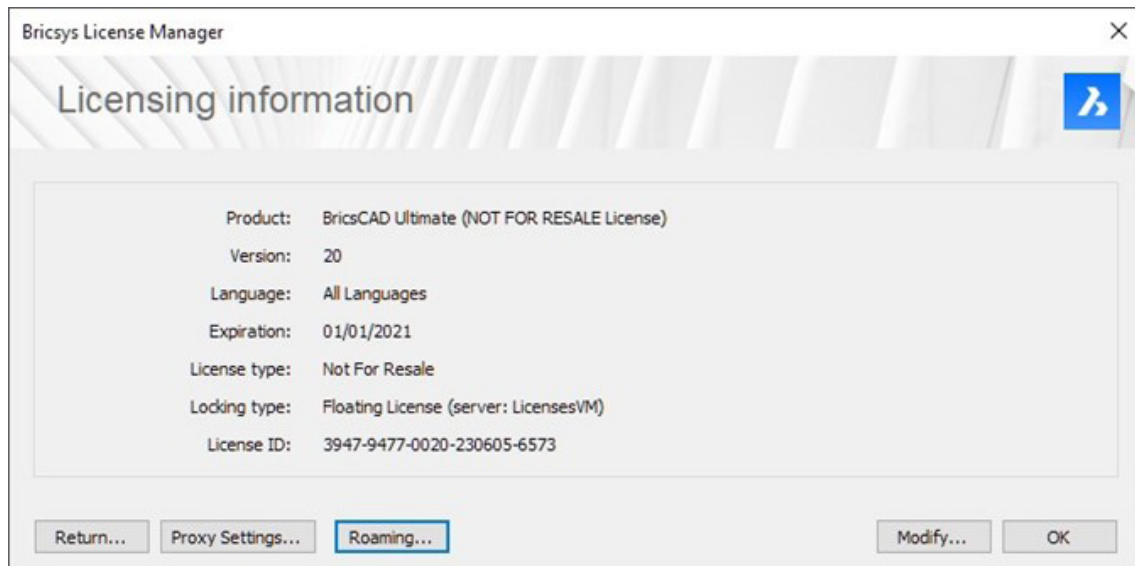 Bricsys License Manager
Licensing information
Product: BricsCAD Ultimate (NOT FOR RESALE License)
Version: 20
Language: All Languages
Expiration: 01/01/2021
License type: Not For Resale
Locking type: Floating License (server: LicensesVM)
License ID: 3947-9477-0020-230605-6573
Return... Proxy Settings... Roaming... Modify... OK